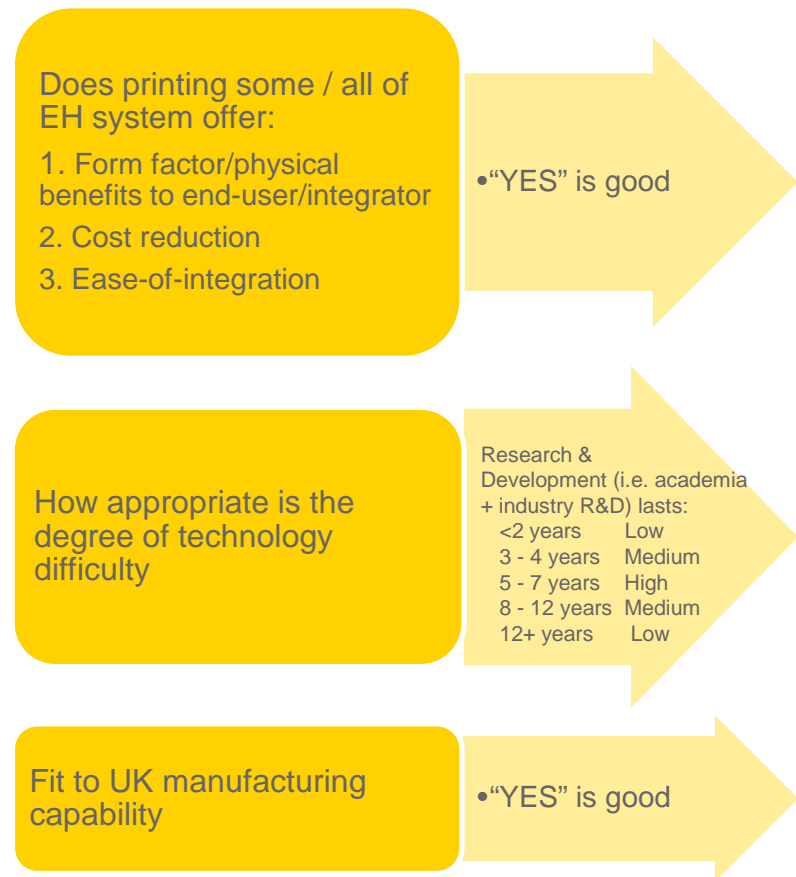 Does printing some / all of
EH system offer:
1. Form factor/physical
benefits to end-user/integrator
2. Cost reduction
3. Ease-of-integration
•“YES” is good
How appropriate is the
degree of technology
difficulty
Research &
Development (i.e. academia
+ industry R&D) lasts:
<2 years Low
3 - 4 years Medium
5 - 7 years High
8 - 12 years Medium
12+ years Low
Fit to UK manufacturing
capability
•“YES” is good